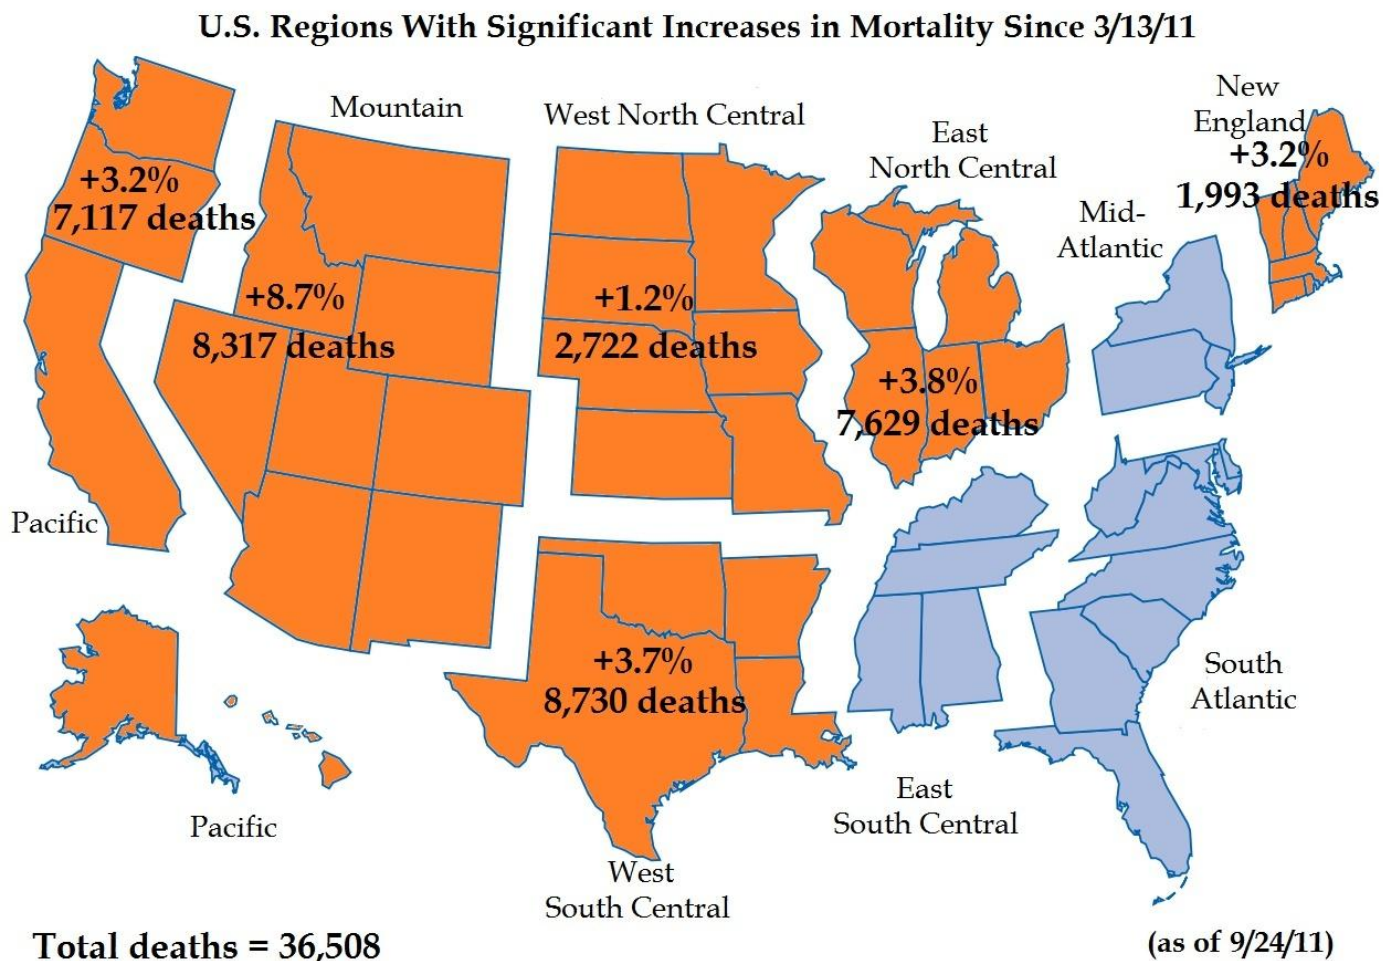 U.S. Regions With Significant Increases in Mortality Since 3/13/11
Mountain
West North Central
East
North Central
New
England
+3.2%
1,993 deaths
+3.2%
7,117 deaths
Mid-
Atlantic
+8.7%
8,317 deaths
+1.2%
2,722 deaths
+3.8%
7,629 deaths
Pacific
+3.7%
8,730 deaths
South
Atlantic
Pacific
East
South Central
West
South Central
Total deaths = 36,508
(as of 9/24/11)